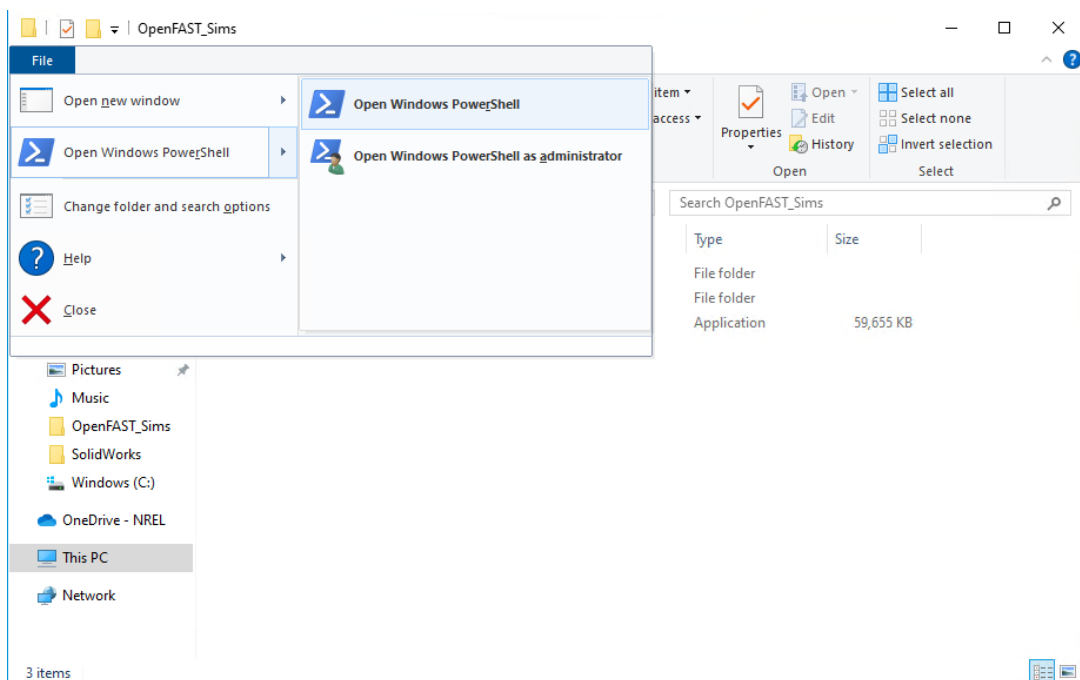 OpenFAST_Sims
File
Open new window
Open Windows PowerShell
Change folder and search options
Help
Close
Open Windows PowerShell
Open Windows PowerShell as administrator
item
access
Properties
Open
Edit
History
Open
Select all
Select none
Invert selection
Select
Search OpenFAST_Sims
Type Size
File folder
File folder
Application 59,655 KB
Pictures
Music
OpenFAST_Sims
SolidWorks
Windows (C:)
OneDrive - NREL
This PC
Network
3 items